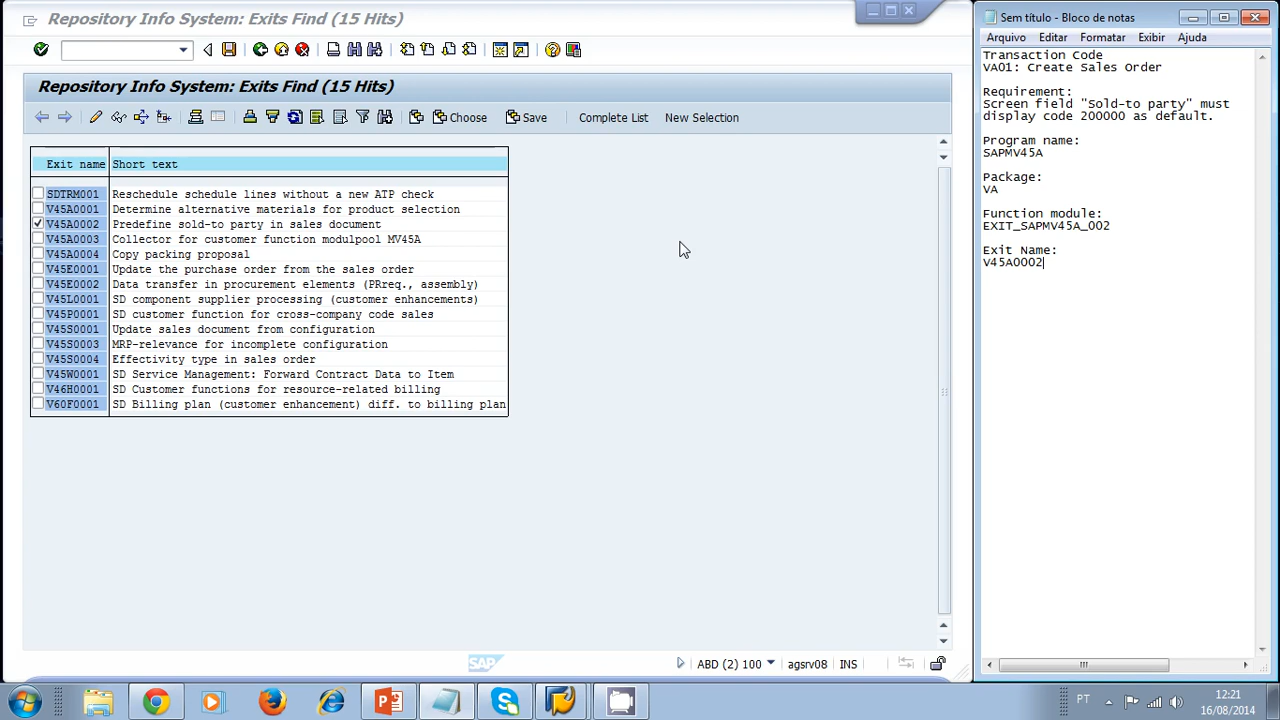 Repository Info System: Exits Find (15 Hits)
Repository Info System: Exits Find (15 Hits)
Choose
Save
Complete List
New Selection
Exit name Short text
SDTRM001 Reschedule schedule lines without a new ATP check
V45A0001 Determine alternative materials for product selection
V45A0002 Predefine sold-to party in sales document
V45A0003 Collector for customer function modulpool MV45A
V45A0004 Copy packing proposal
V45E0001 Update the purchase order from the sales order
V45E0002 Data transfer in procurement elements (PRreq., assembly)
V45L0001 SD component supplier processing (customer enhancements)
V45P0001 SD customer function for cross-company code sales
V45S0001 Update sales document from configuration
V45S0003 MRP-relevance for incomplete configuration
V45S0004 Effectivity type in sales order
V45W0001 SD Service Management: Forward Contract Data to Item
V46H0001 SD Customer functions for resource-related billing
V60F0001 SD Billing plan (customer enhancement) diff. to billing plan
SAP
ABD (2) 100
agsrv08
INS
Sem título - Bloco de notas
Arquivo Editar Formatar Exibir Ajuda
Transaction Code
VA01: Create Sales Order
Requirement:
Screen field "Sold-to party" must
display code 200000 as default.
Program name:
SAPMV45A
Package:
VA
Function module:
EXIT_SAPMV45A_002
Exit Name:
V45A0002
PT
12:21
16/08/2014